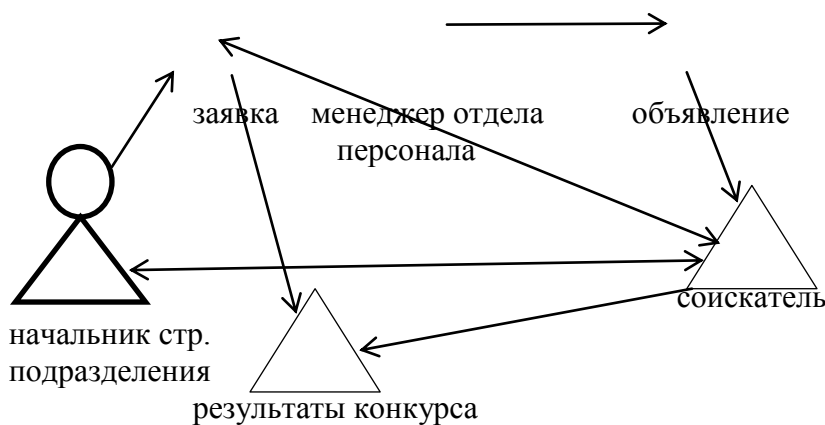 заявка
менеджер отдела
персонала
объявление
соискатель
начальник стр.
подразделения
результаты конкурса